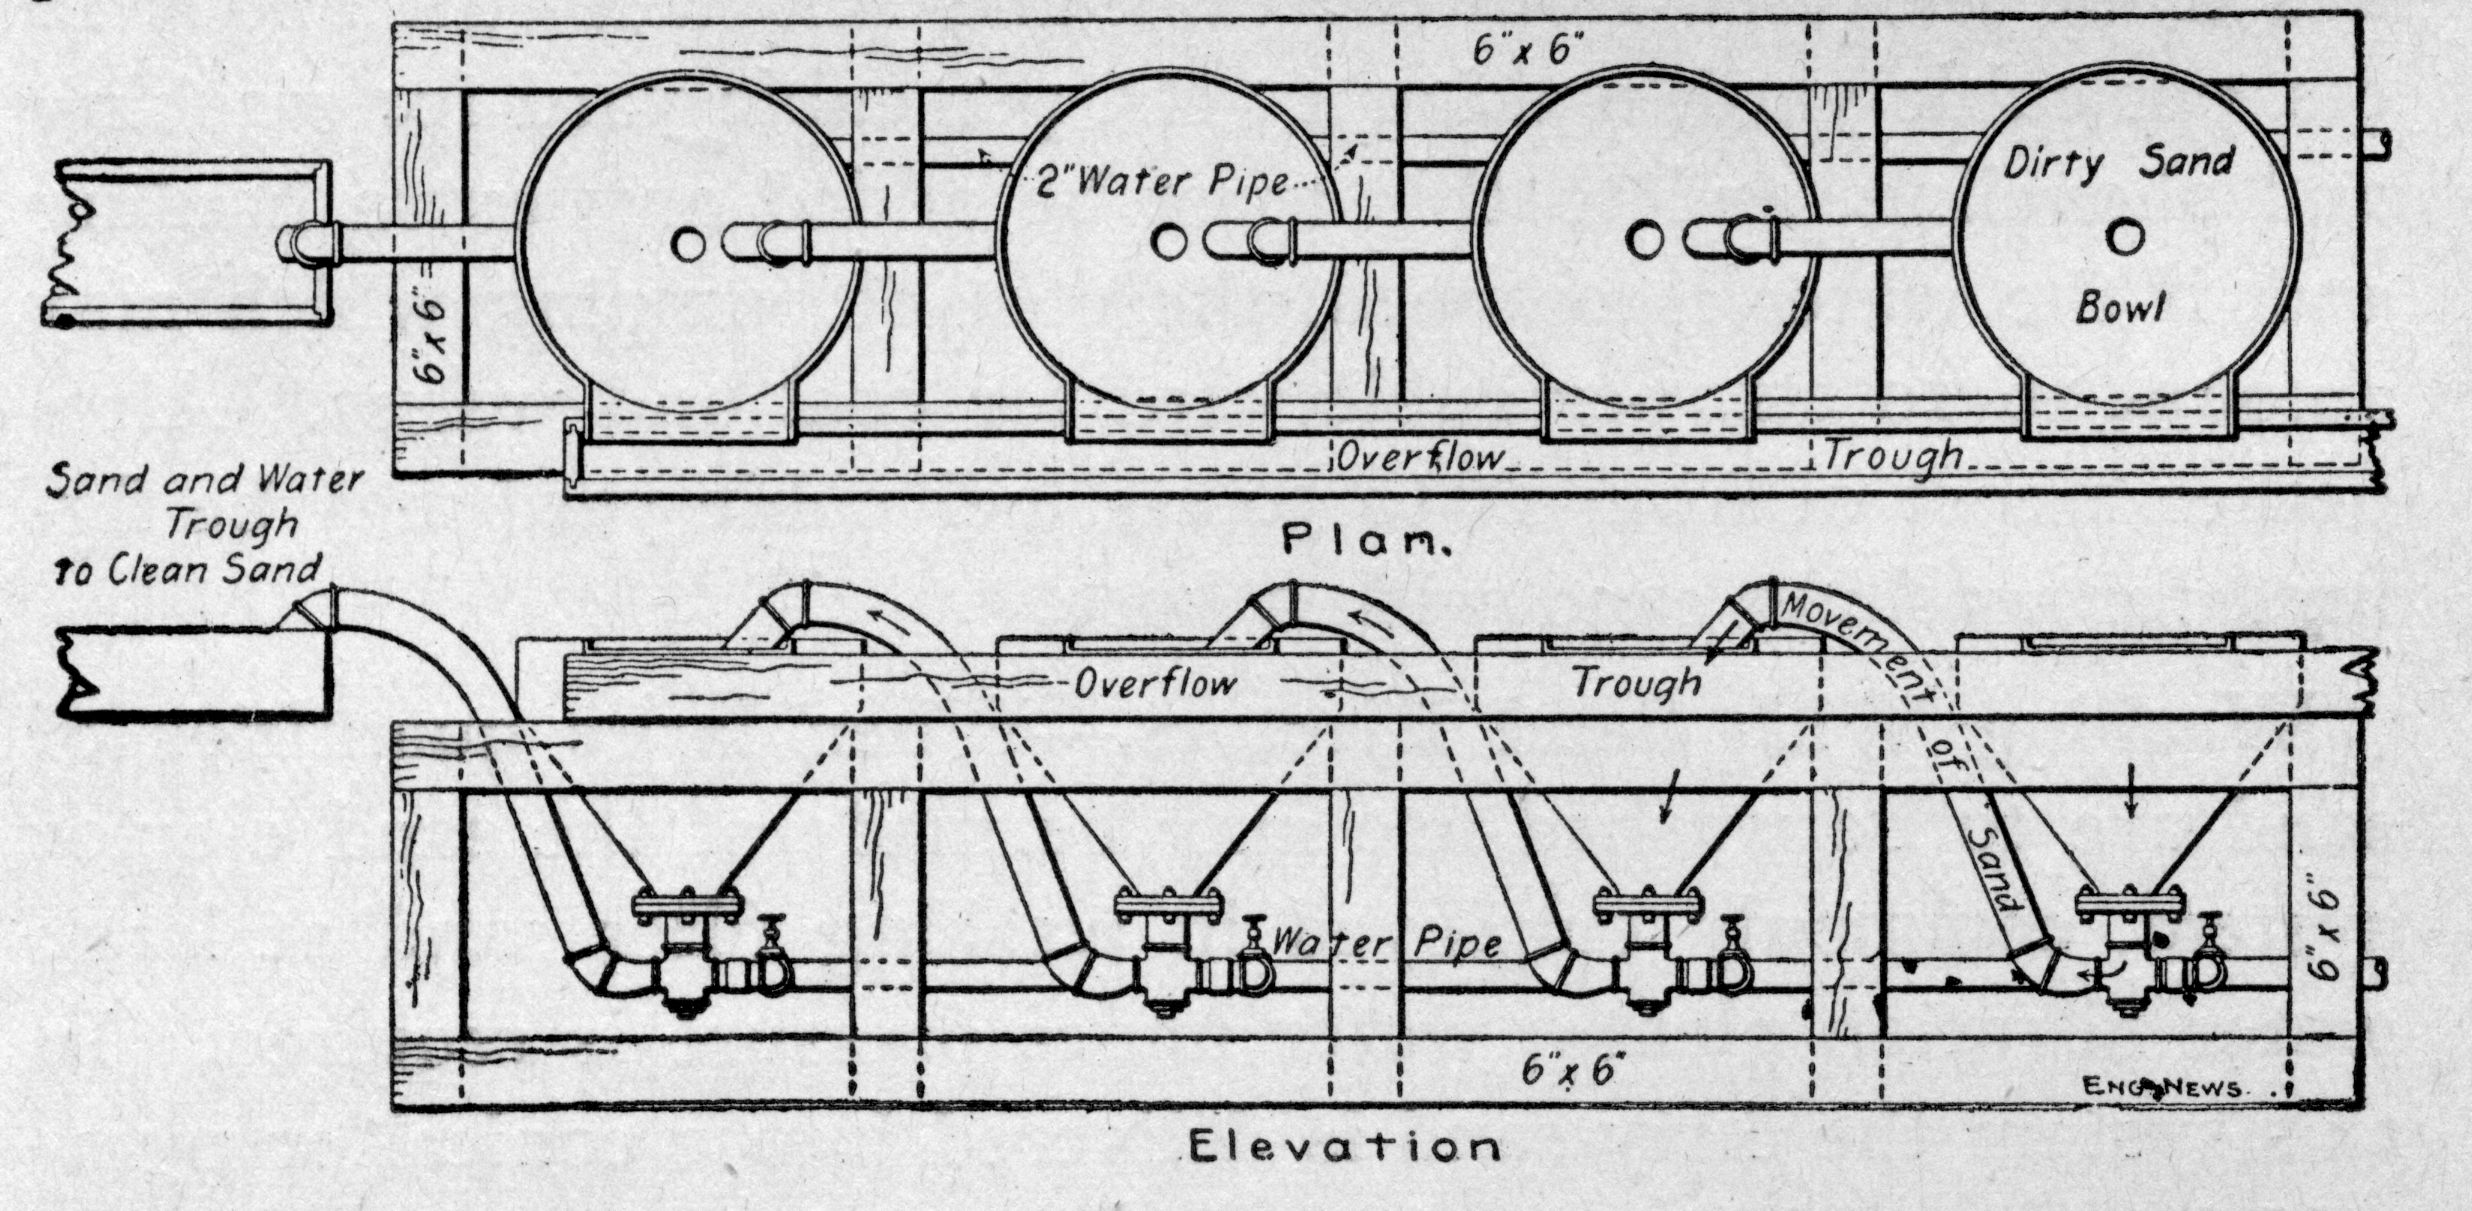 6" x 6"
2" Water Pipe
Dirty Sand
Bowl
6" x 6"
Overflow Trough
Sand and Water
Trough
to Clean Sand
Plan.
Movement of Sand
Overflow Trough
Water Pipe
6" x 6"
6" x 6"
ENG. NEWS.
Elevation